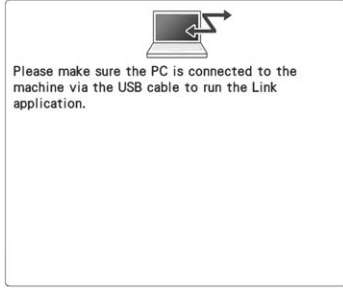 Please make sure the PC is connected to the
machine via the USB cable to run the Link
application.